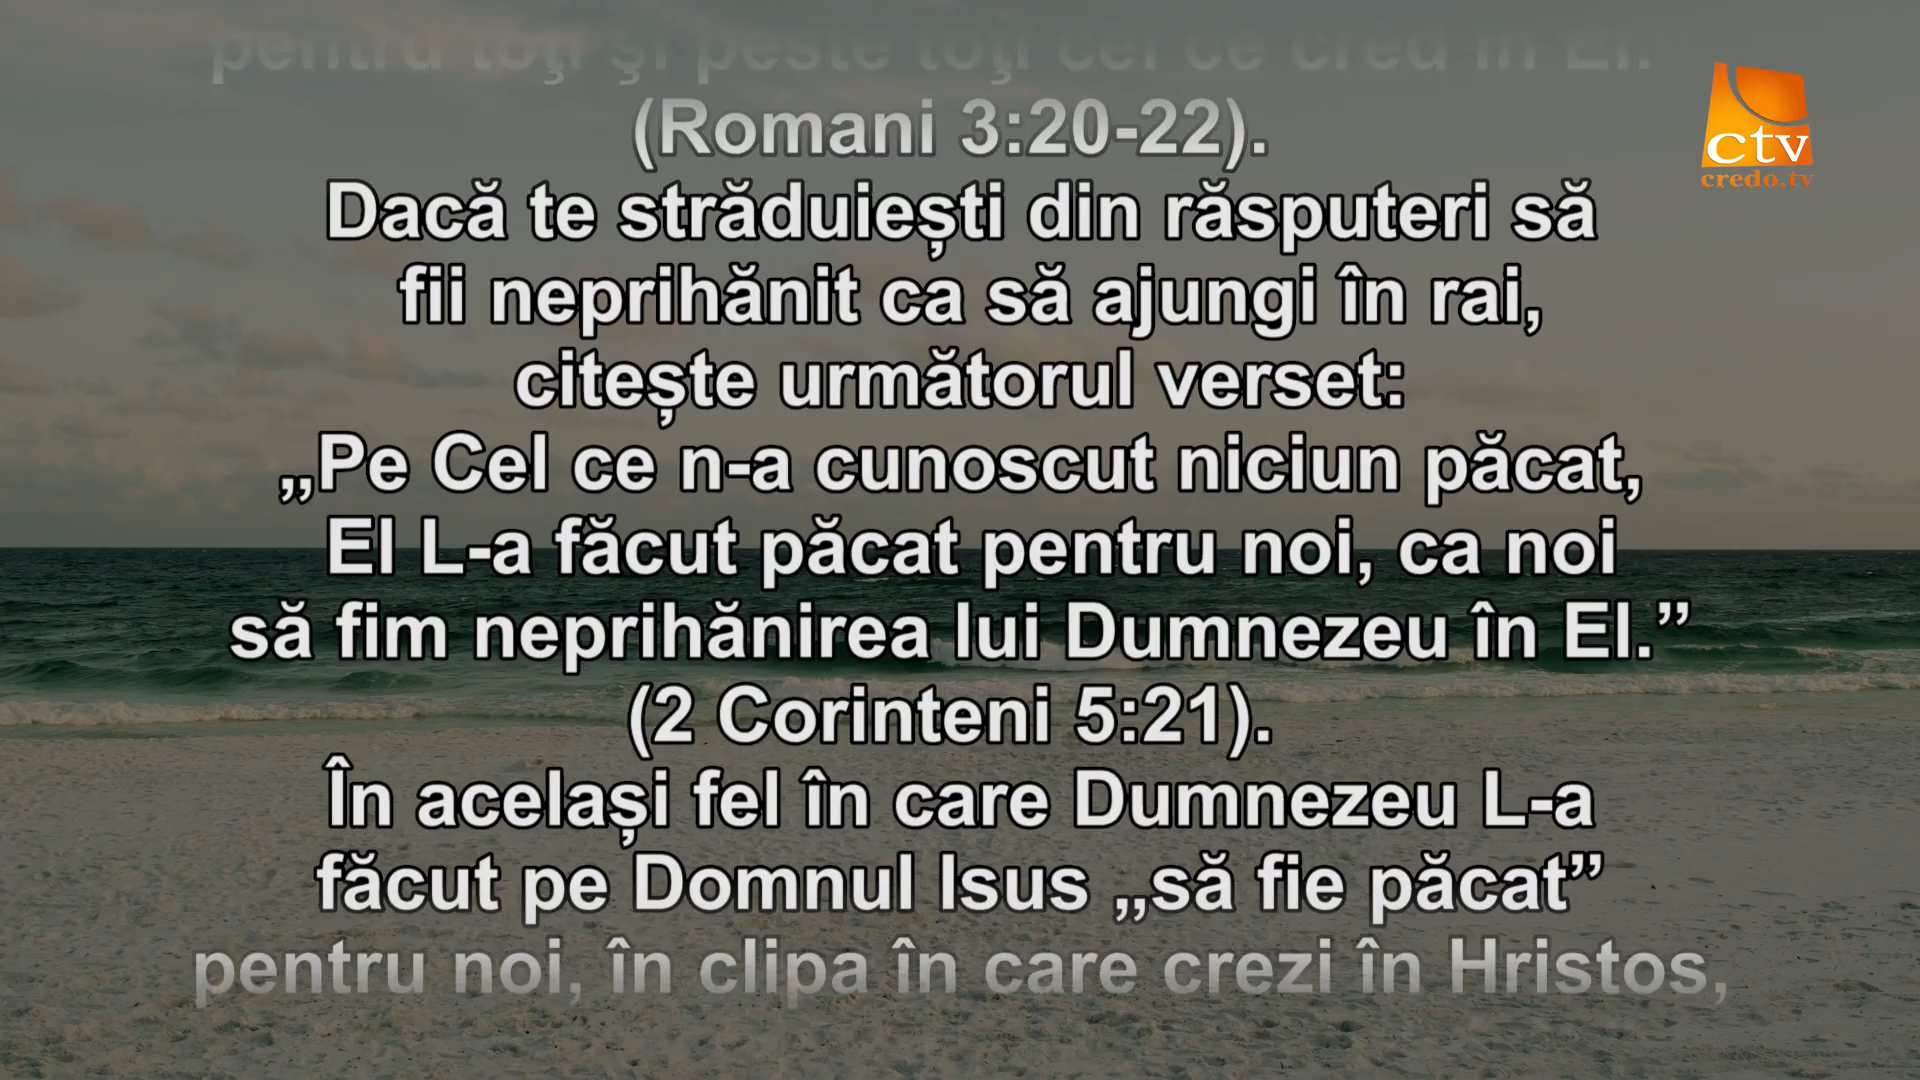 pentru toţi şi peste toţi cei ce cred în El.”
(Romani 3:20-22).
Dacă te străduiești din răsputeri să
fii neprihănit ca să ajungi în rai,
citește următorul verset:
„Pe Cel ce n-a cunoscut niciun păcat,
El L-a făcut păcat pentru noi, ca noi
să fim neprihănirea lui Dumnezeu în El.”
(2 Corinteni 5:21).
În același fel în care Dumnezeu L-a
făcut pe Domnul Isus „să fie păcat”
pentru noi, în clipa în care crezi în Hristos,
ctv
credo.tv